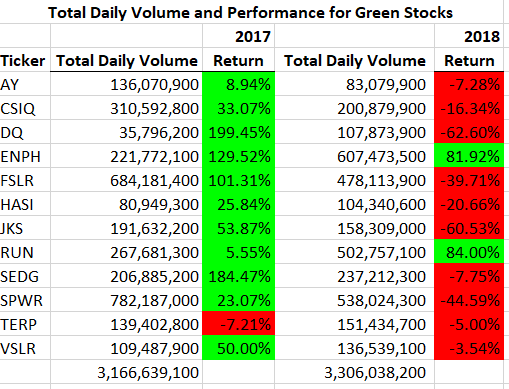 Total Daily Volume and Performance for Green Stocks
2017 2018
Ticker Total Daily Volume Return Total Daily Volume Return
AY 136,070,900 8.94% 83,079,900 -7.28%
CSIQ 310,592,800 33.07% 200,879,900 -16.34%
DQ 35,796,200 199.45% 107,873,900 -62.60%
ENPH 221,772,100 129.52% 607,473,500 81.92%
FSLR 684,181,400 101.31% 478,113,900 -39.71%
HASI 80,949,300 25.84% 104,340,600 -20.66%
JKS 191,632,200 53.87% 158,309,000 -60.53%
RUN 267,681,300 5.55% 502,757,100 84.00%
SEDG 206,885,200 184.47% 237,212,300 -7.75%
SPWR 782,187,000 23.07% 538,024,300 -44.59%
TERP 139,402,800 -7.21% 151,434,700 -5.00%
VSLR 109,487,900 50.00% 136,539,100 -3.54%
3,166,639,100 3,306,038,200